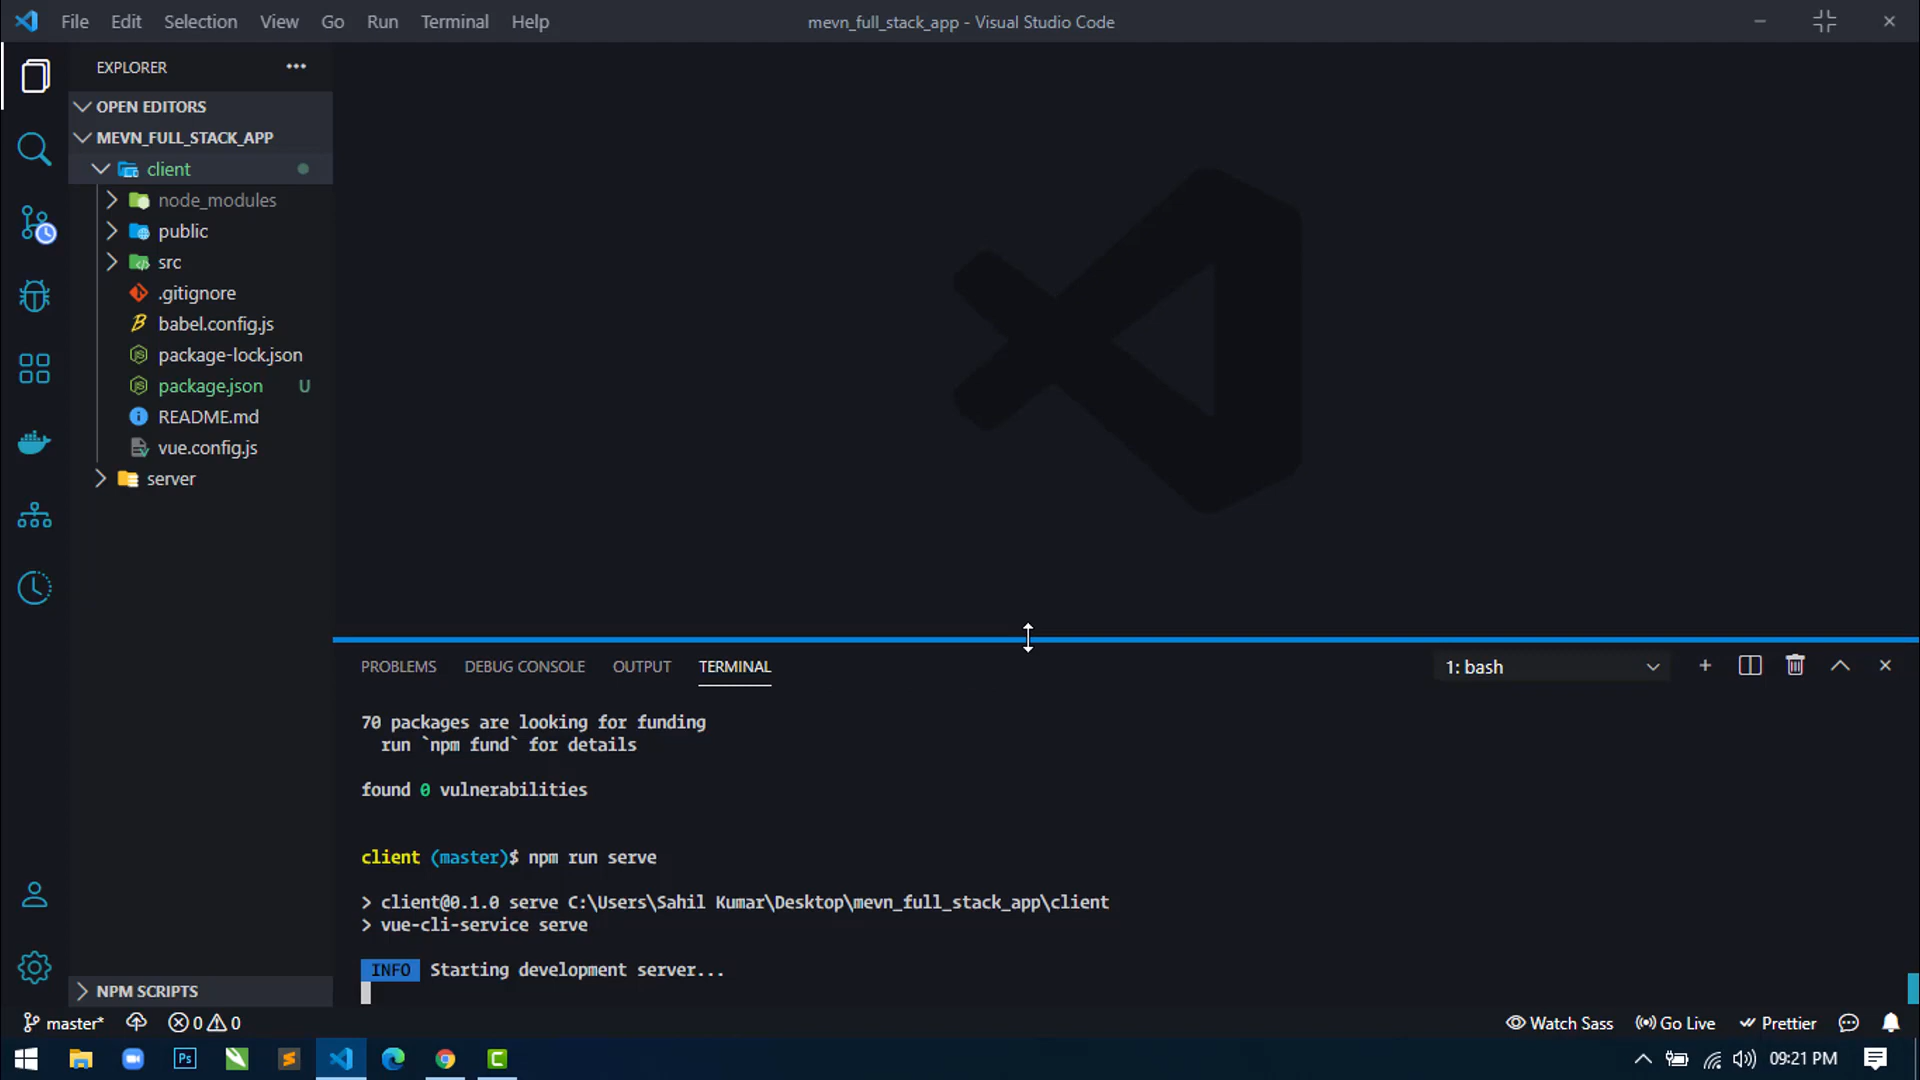 File Edit Selection View Go Run Terminal Help
mevn_full_stack_app - Visual Studio Code
EXPLORER
OPEN EDITORS
MEVN_FULL_STACK_APP
client
node_modules
public
src
.gitignore
babel.config.js
package-lock.json
package.json U
README.md
vue.config.js
server
NPM SCRIPTS
PROBLEMS DEBUG CONSOLE OUTPUT TERMINAL
1: bash
70 packages are looking for funding
run `npm fund` for details
found 0 vulnerabilities
client (master)$ npm run serve
> client@0.1.0 serve C:\Users\Sahil Kumar\Desktop\mevn_full_stack_app\client
> vue-cli-service serve
INFO Starting development server...
master* 0 0
Watch Sass Go Live Prettier
Ps S C
09:21 PM